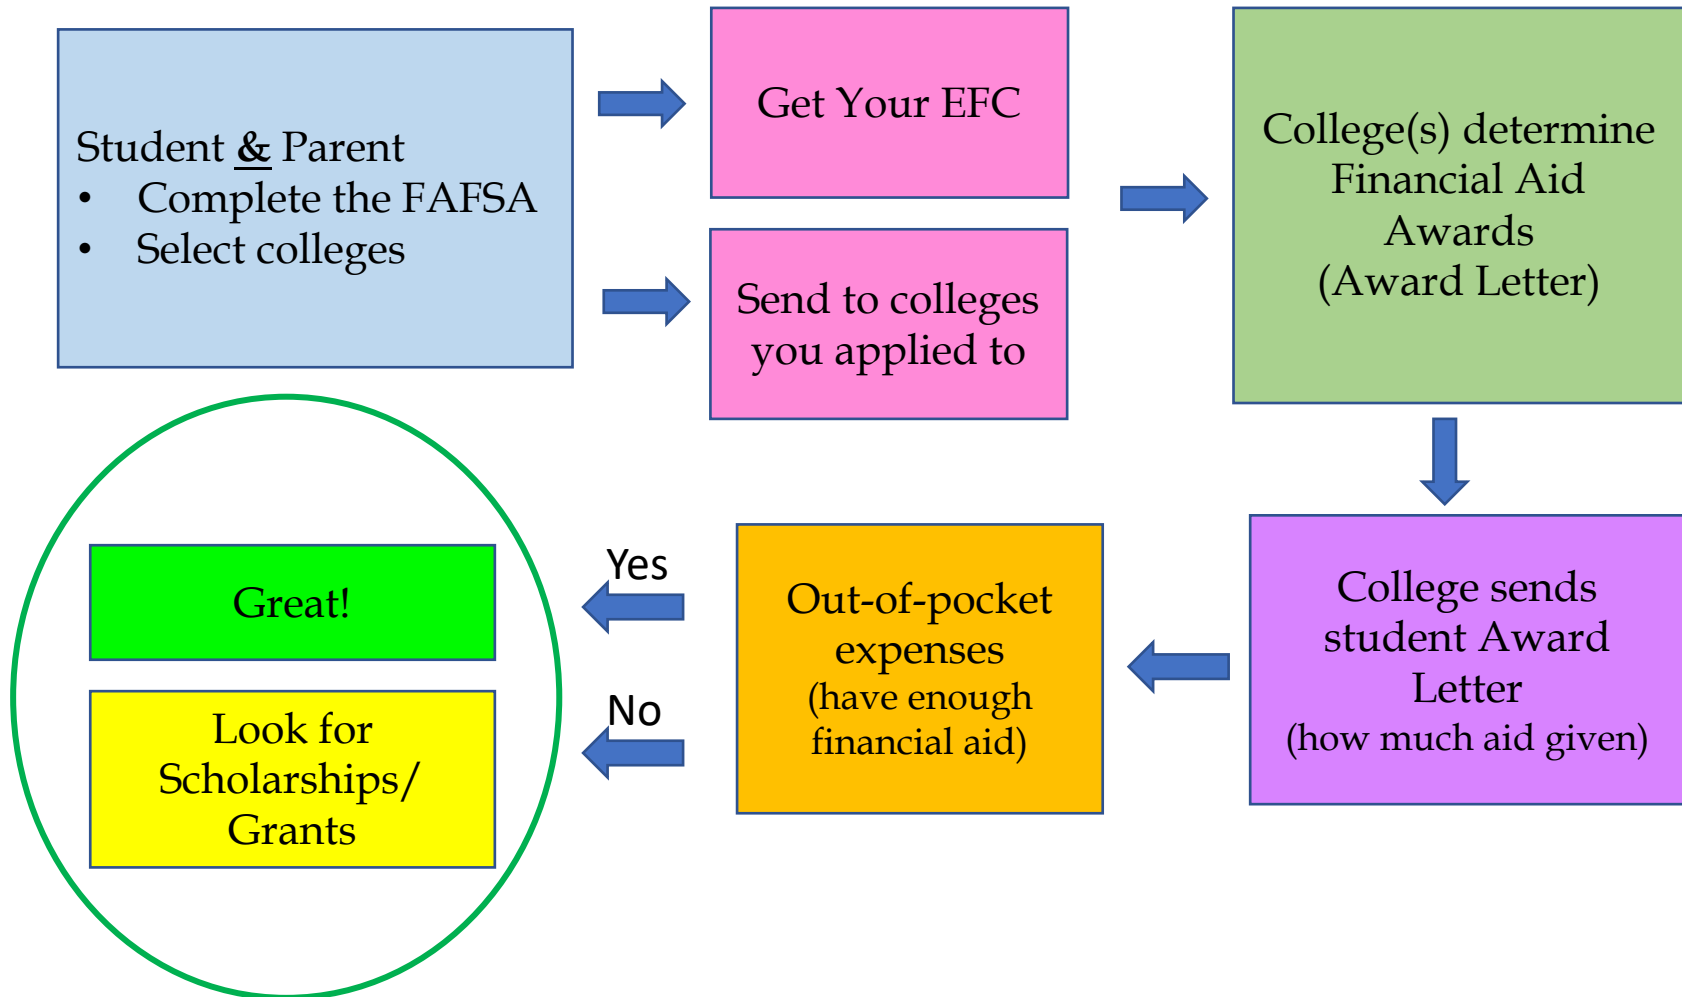 Student & Parent
• Complete the FAFSA
• Select colleges
Get Your EFC
Send to colleges
you applied to
College(s) determine
Financial Aid
Awards
(Award Letter)
College sends
student Award
Letter
(how much aid given)
Out-of-pocket
expenses
(have enough
financial aid)
Yes
Great!
No
Look for
Scholarships/
Grants